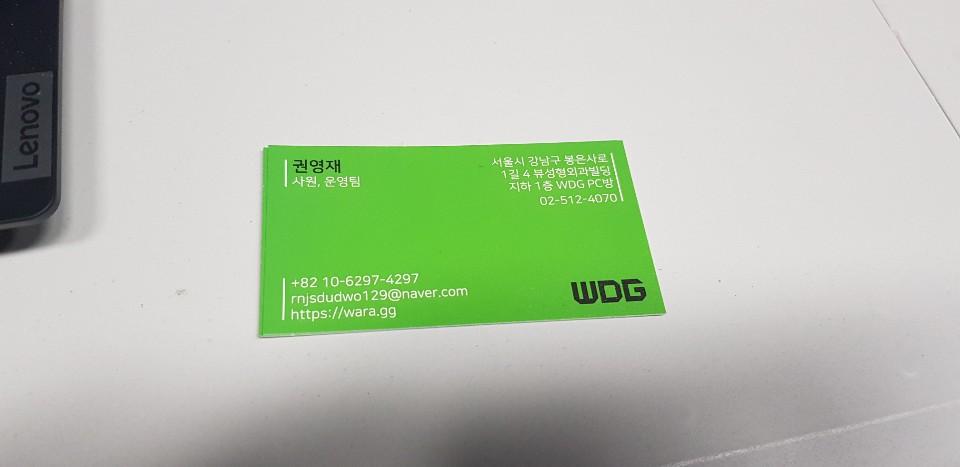 Lenovo
권영재
사원, 운영팀
서울시 강남구 봉은사로
1길 4 뷰성형외과빌딩
지하 1층 WDG PC방
02-512-4070
+82 10-6297-4297
rnjsdudwo129@naver.com
https://wara.gg
WDG